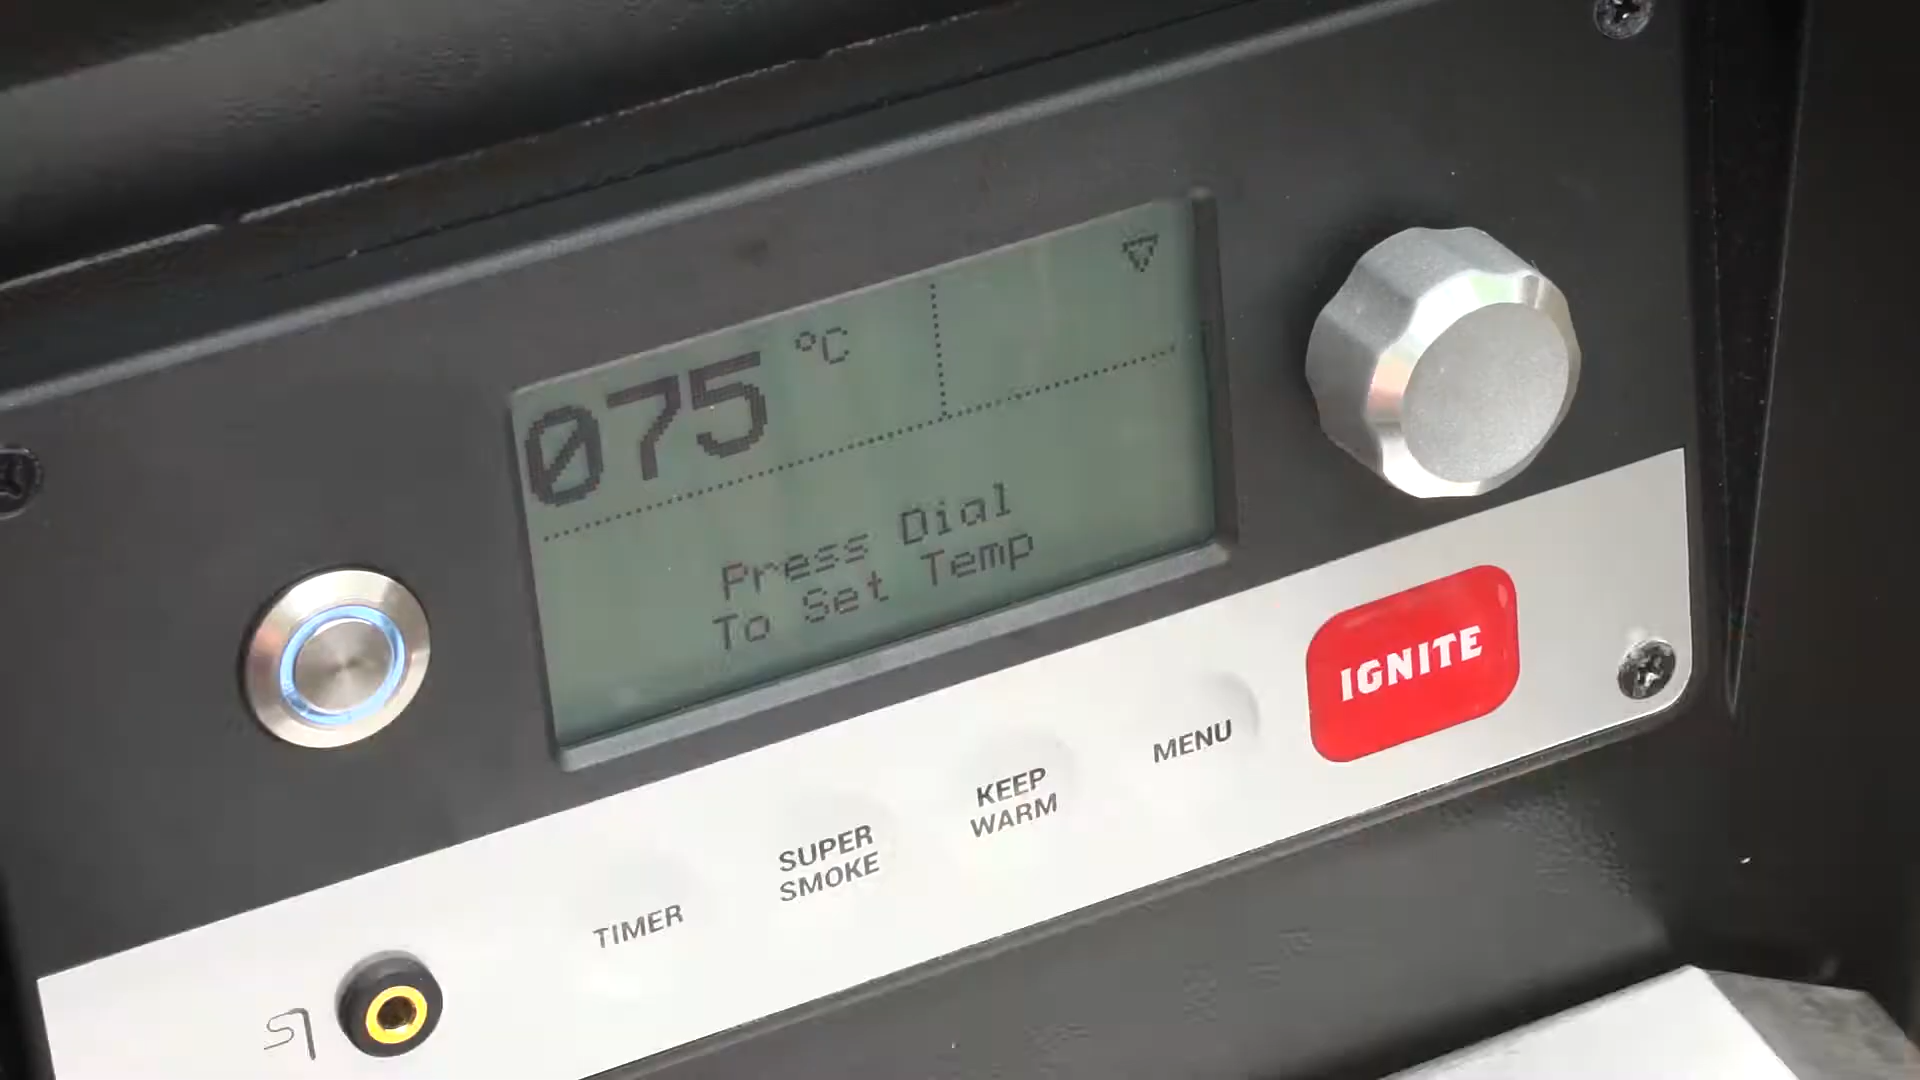 075 °C
Press Dial
To Set Temp
IGNITE
MENU
KEEP
WARM
SUPER
SMOKE
TIMER